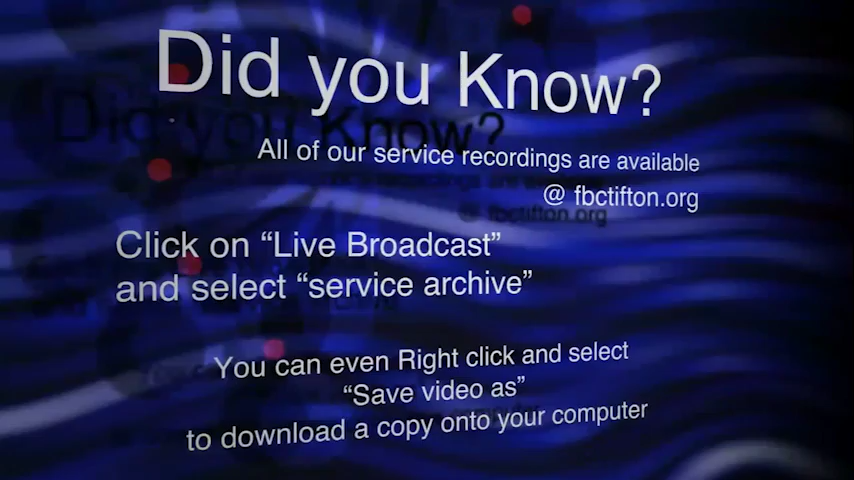 Did you Know?
All of our service recordings are available
@ fbctifton.org
Click on “Live Broadcast”
and select “service archive”
You can even Right click and select
“Save video as”
to download a copy onto your computer